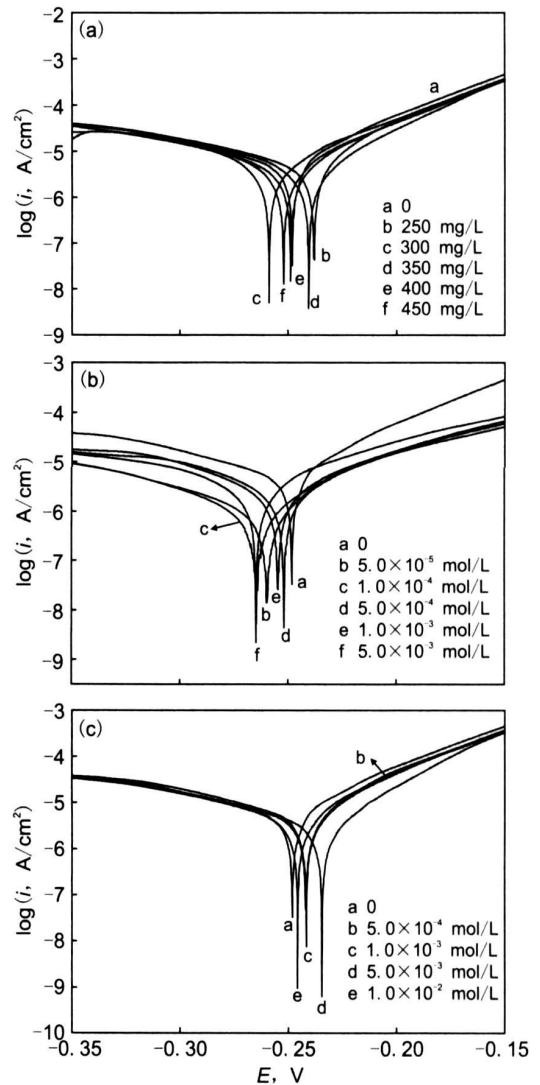 (a)
log(i, A/cm²)
-2
-3
-4
-5
-6
-7
-8
-9
a
b
c
f
e
d
a 0
b 250 mg/L
c 300 mg/L
d 350 mg/L
e 400 mg/L
f 450 mg/L
(b)
log(i, A/cm²)
-3
-4
-5
-6
-7
-8
-9
c
a
b
e
d
f
a 0
b 5.0×10⁻⁵ mol/L
c 1.0×10⁻⁴ mol/L
d 5.0×10⁻⁴ mol/L
e 1.0×10⁻³ mol/L
f 5.0×10³ mol/L
(c)
log(i, A/cm²)
-3
-4
-5
-6
-7
-8
-9
-10
b
a
c
e
d
a 0
b 5.0×10⁻⁴ mol/L
c 1.0×10⁻³ mol/L
d 5.0×10⁻³ mol/L
e 1.0×10⁻² mol/L
-0.35 -0.30 -0.25 -0.20 -0.15
E, V